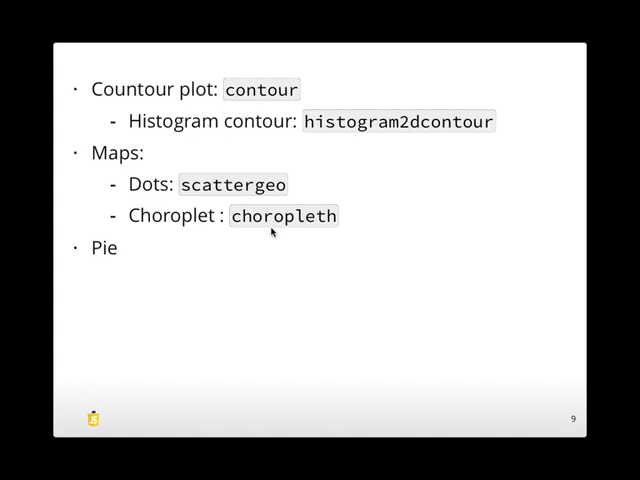 · Countour plot: contour
- Histogram contour: histogram2dcontour
· Maps:
- Dots: scattergeo
- Choroplet : choropleth
· Pie
9